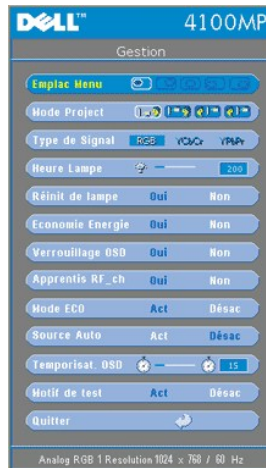 DELL™ 4100MP
Gestion
Emplac Menu
Mode Project
Type de Signal RGB YCbCr YPbPr
Heure Lampe 200
Réinit de lampe Oui Non
Economie Energie Oui Non
Verrouillage OSD Oui Non
Apprentis RF_ch Oui Non
Mode ECO Act Désac
Source Auto Act Désac
Temporisat. OSD 15
Motif de test Act Désac
Quitter
Analog RGB 1 Resolution 1024 x 768 / 60 Hz